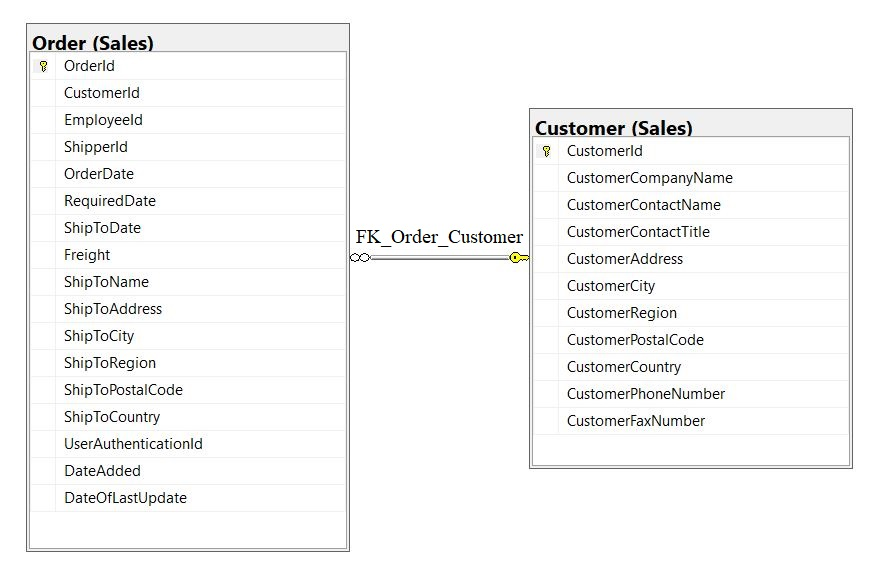 Order (Sales)
OrderId
CustomerId
EmployeeId
ShipperId
OrderDate
RequiredDate
ShipToDate
Freight
ShipToName
ShipToAddress
ShipToCity
ShipToRegion
ShipToPostalCode
ShipToCountry
UserAuthenticationId
DateAdded
DateOfLastUpdate
FK_Order_Customer
Customer (Sales)
CustomerId
CustomerCompanyName
CustomerContactName
CustomerContactTitle
CustomerAddress
CustomerCity
CustomerRegion
CustomerPostalCode
CustomerCountry
CustomerPhoneNumber
CustomerFaxNumber